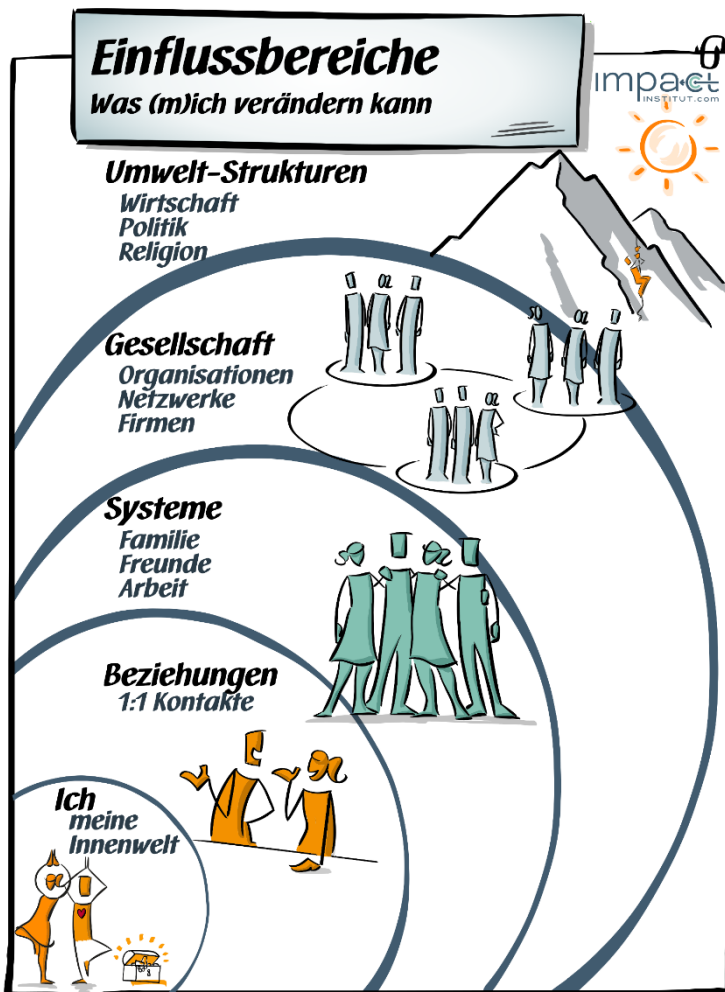 Einflussbereiche
Was (m)ich verändern kann
impact
INSTITUT.com
Umwelt-Strukturen
Wirtschaft
Politik
Religion
Gesellschaft
Organisationen
Netzwerke
Firmen
Systeme
Familie
Freunde
Arbeit
Beziehungen
1:1 Kontakte
Ich
meine
Innenwelt